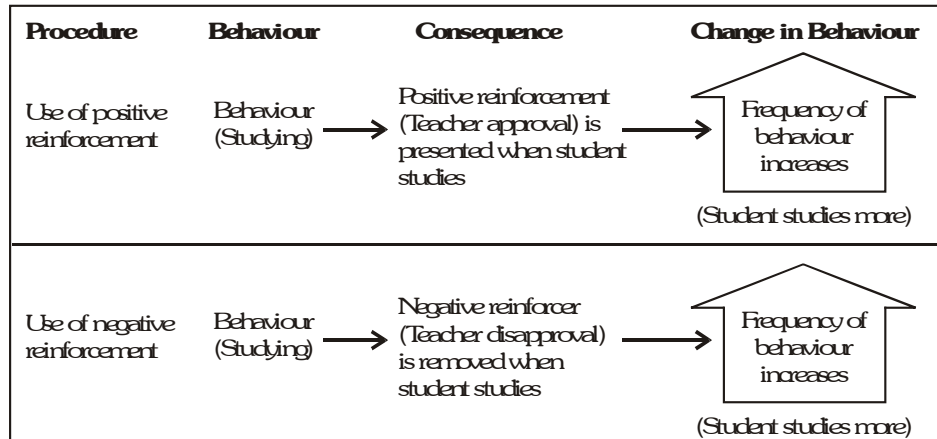 Procedure Behaviour Consequence Change in Behaviour
Use of positive
reinforcement
Behaviour
(Studying)
Positive reinforcement
(Teacher approval) is
presented when student
studies
Frequency of
behaviour
increases
(Student studies more)
Use of negative
reinforcement
Behaviour
(Studying)
Negative reinforcer
(Teacher disapproval)
is removed when
student studies
Frequency of
behaviour
increases
(Student studies more)